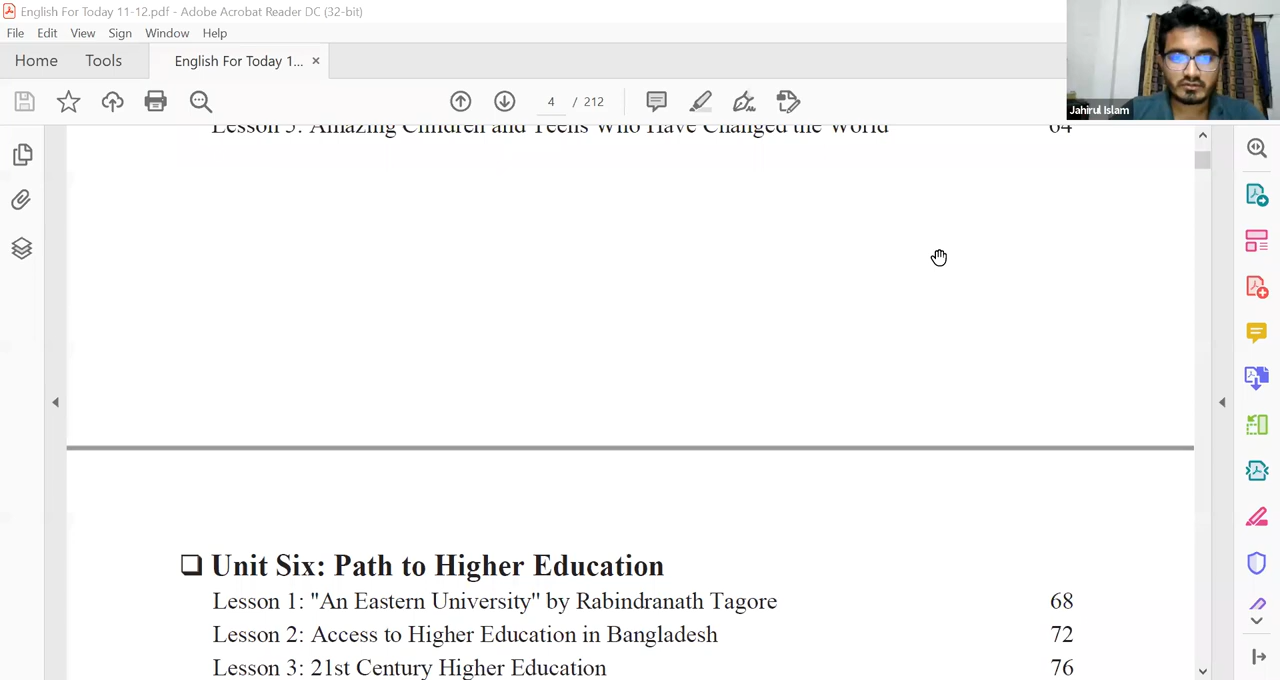 English For Today 11-12.pdf - Adobe Acrobat Reader DC (32-bit)
File Edit View Sign Window Help
Home Tools English For Today 1... ×
4 / 212
Jahirul Islam
Lesson 5: Amazing Children and Teens Who Have Changed the World 64
❑ Unit Six: Path to Higher Education
Lesson 1: "An Eastern University" by Rabindranath Tagore 68
Lesson 2: Access to Higher Education in Bangladesh 72
Lesson 3: 21st Century Higher Education 76